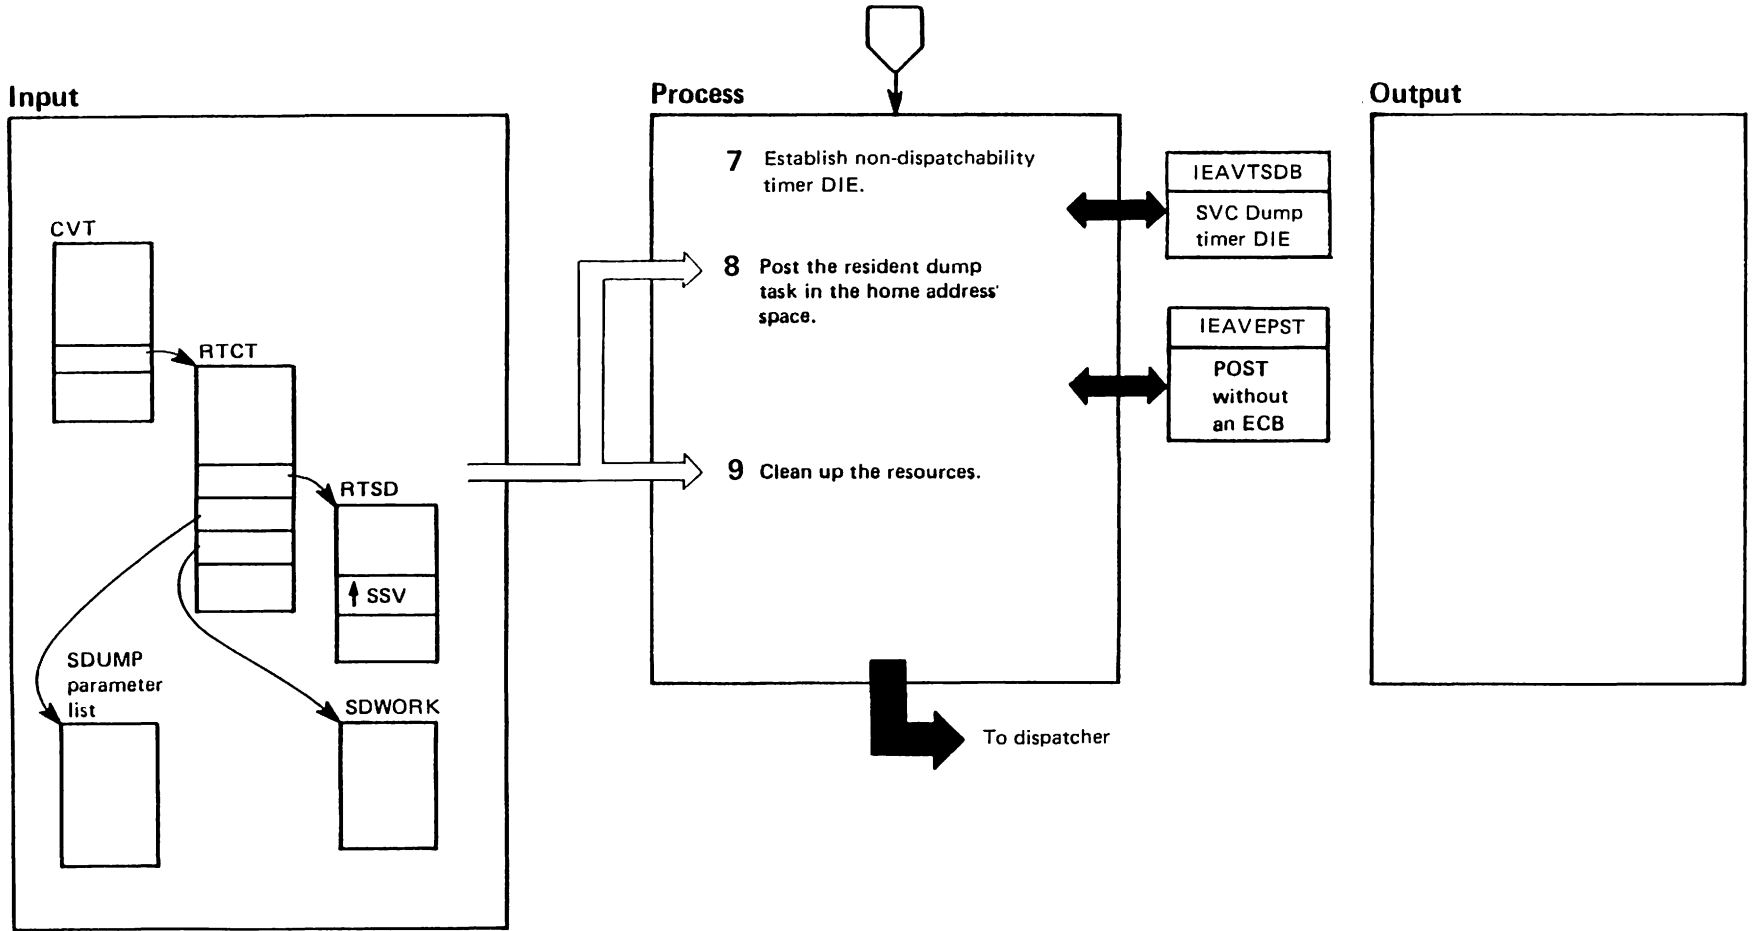 Input
CVT
RTCT
RTSD
SSV
SDUMP
parameter
list
SDWORK
Process
7 Establish non-dispatchability
timer DIE.
8 Post the resident dump
task in the home address
space.
9 Clean up the resources.
To dispatcher
IEAVTSDB
SVC Dump
timer DIE
IEAVEPST
POST
without
an ECB
Output